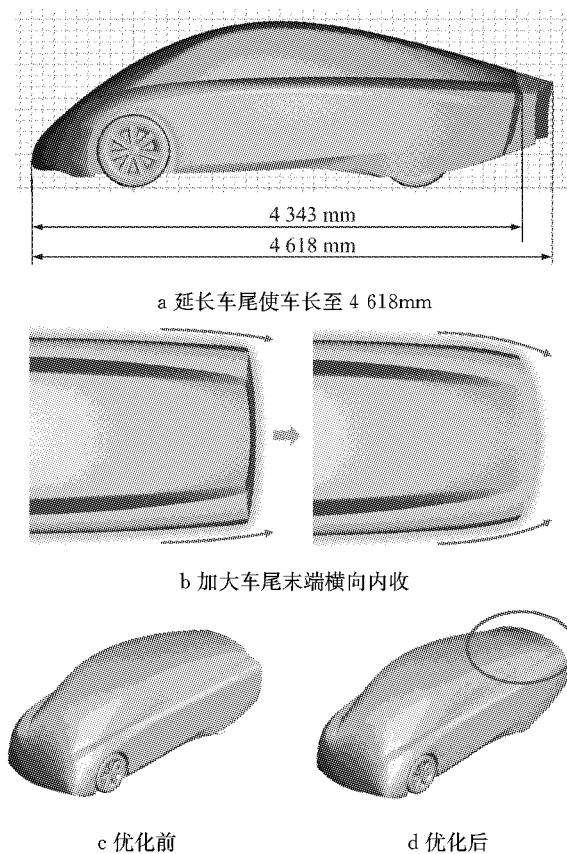 4 343 mm
4 618 mm
a 延长车尾使车长至 4 618mm
b 加大车尾末端横向内收
c 优化前
d 优化后